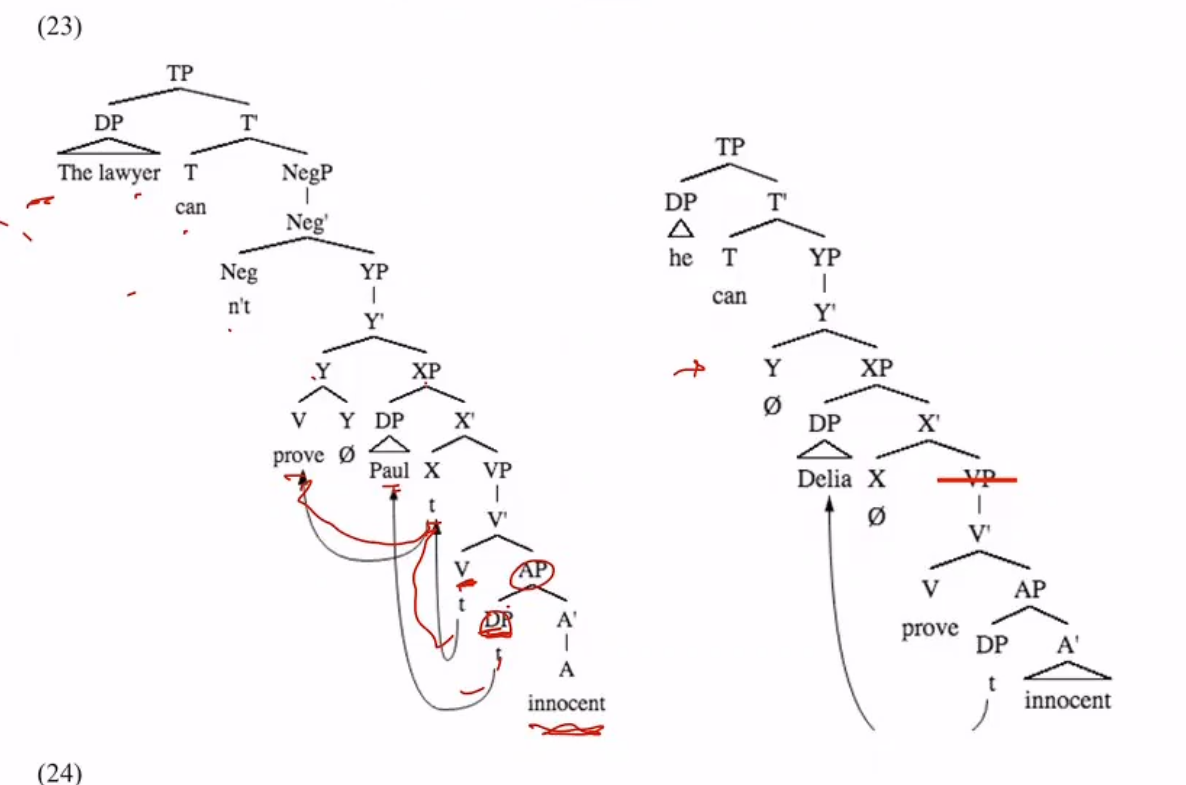 (23)
TP
DP T'
The lawyer T NegP
can
Neg'
Neg YP
n't
Y'
Y XP
V Y DP X'
prove Ø
Paul X VP
t
V'
V AP
t
DP A'
t
A
innocent
TP
DP T'
he T YP
can
Y'
Y XP
Ø
DP X'
Delia X VP
Ø
V'
V AP
prove
DP A'
t
innocent
(24)